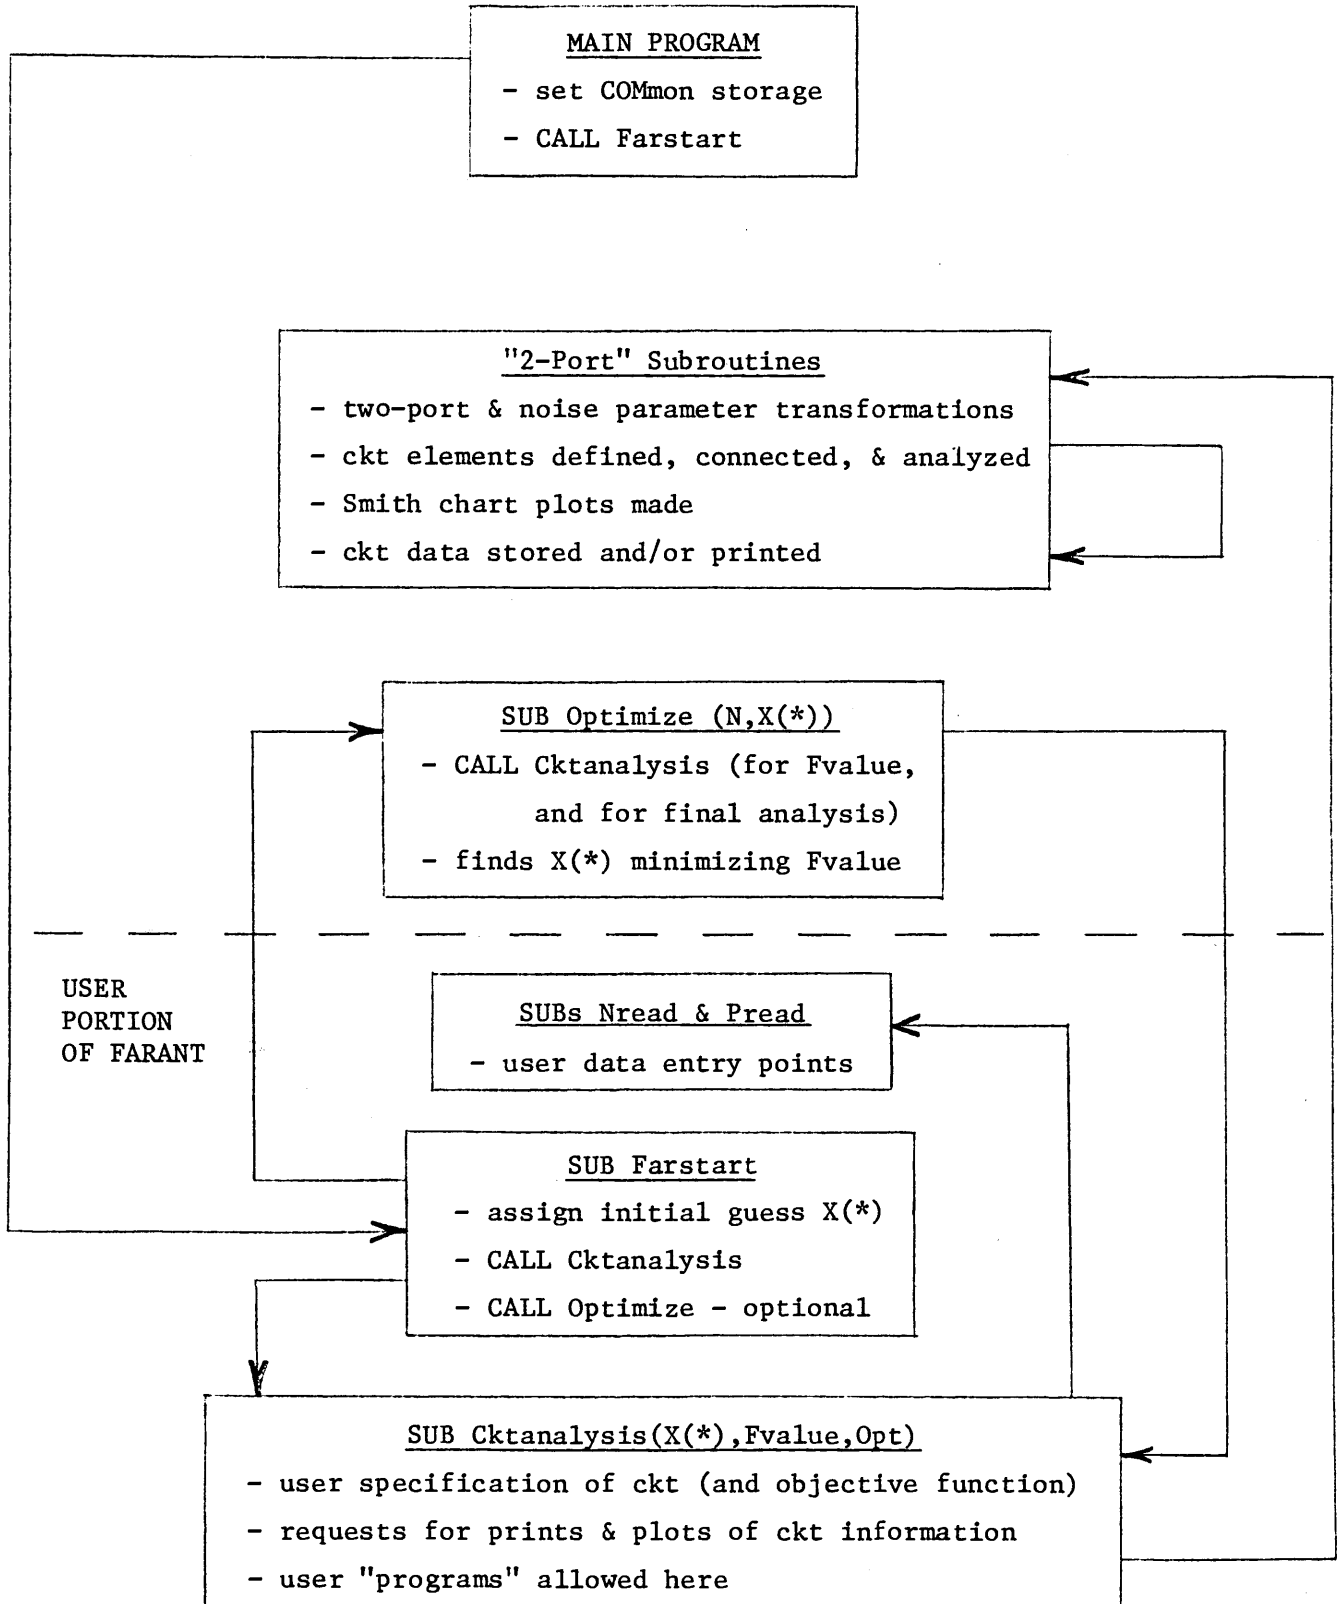 MAIN PROGRAM
- set COMmon storage
- CALL Farstart
"2-Port" Subroutines
- two-port & noise parameter transformations
- ckt elements defined, connected, & analyzed
- Smith chart plots made
- ckt data stored and/or printed
SUB Optimize (N,X(*))
- CALL Cktanalysis (for Fvalue,
and for final analysis)
- finds X(*) minimizing Fvalue
USER
PORTION
OF FARANT
SUBs Nread & Pread
- user data entry points
SUB Farstart
- assign initial guess X(*)
- CALL Cktanalysis
- CALL Optimize - optional
SUB Cktanalysis(X(*),Fvalue,Opt)
- user specification of ckt (and objective function)
- requests for prints & plots of ckt information
- user "programs" allowed here